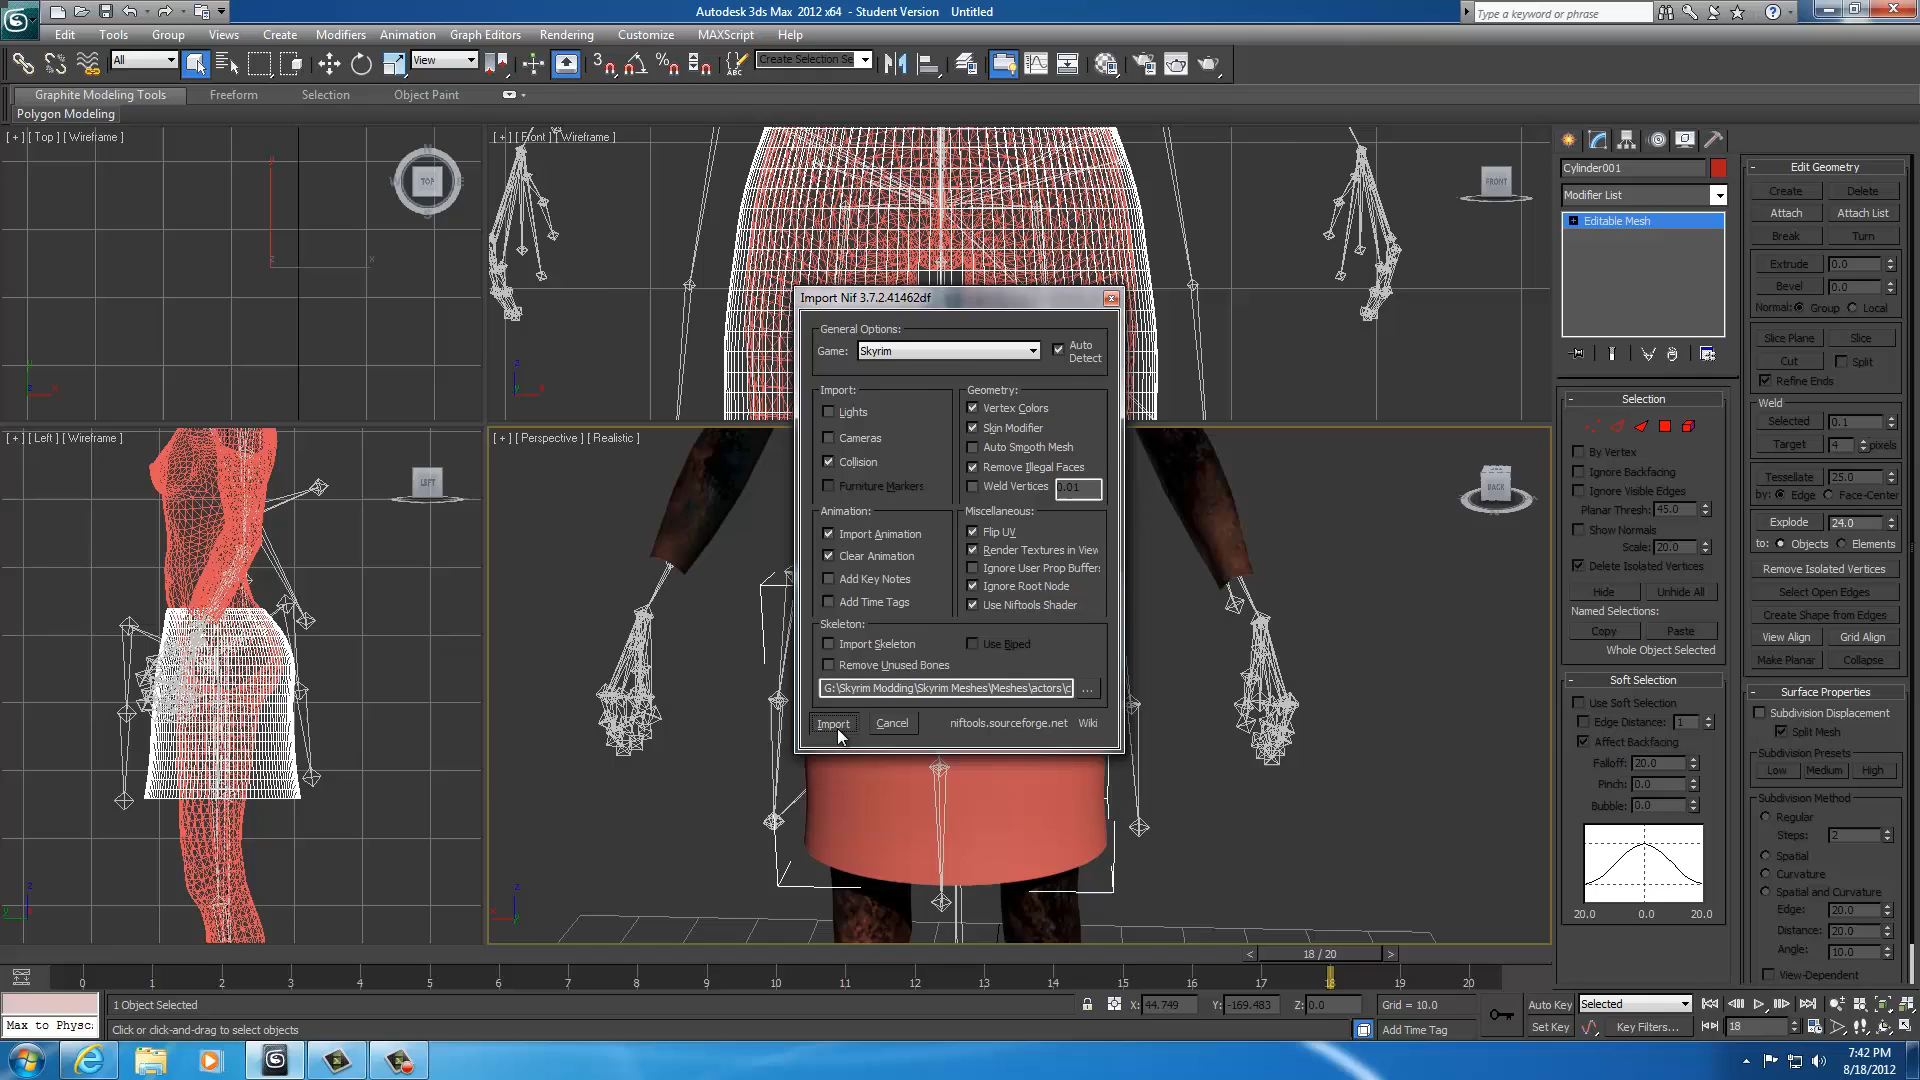 Autodesk 3ds Max 2012 x64 - Student Version Untitled
Type a keyword or phrase
Edit Tools Group Views Create Modifiers Animation Graph Editors Rendering Customize MAXScript Help
All
View
Create Selection Se
Graphite Modeling Tools Freeform Selection Object Paint
Polygon Modeling
[ + ] [ Top ] [ Wireframe ]
TOP
[ + ] [ Front ] [ Wireframe ]
FRONT
[ + ] [ Left ] [ Wireframe ]
LEFT
[ + ] [ Perspective ] [ Realistic ]
BACK
Import Nif 3.7.2.41462df
General Options:
Game: Skyrim
Auto Detect
Import:
Lights
Cameras
Collision
Furniture Markers
Geometry:
Vertex Colors
Skin Modifier
Auto Smooth Mesh
Remove Illegal Faces
Weld Vertices 0.01
Animation:
Import Animation
Clear Animation
Add Key Notes
Add Time Tags
Miscellaneous:
Flip UV
Render Textures in View
Ignore User Prop Buffer
Ignore Root Node
Use Niftools Shader
Skeleton:
Import Skeleton Use Biped
Remove Unused Bones
G:\Skyrim Modding\Skyrim Meshes\Meshes\actors\c ...
Import Cancel niftools.sourceforge.net Wiki
Cylinder001
Modifier List
Editable Mesh
Selection
By Vertex
Ignore Backfacing
Ignore Visible Edges
Planar Thresh: 45.0
Show Normals
Scale: 20.0
Delete Isolated Vertices
Hide Unhide All
Named Selections:
Copy Paste
Whole Object Selected
Soft Selection
Use Soft Selection
Edge Distance: 1
Affect Backfacing
Falloff: 20.0
Pinch: 0.0
Bubble: 0.0
20.0 0.0 20.0
Edit Geometry
Create Delete
Attach Attach List
Break Turn
Extrude 0.0
Bevel 0.0
Normal: Group Local
Slice Plane Slice
Cut Split
Refine Ends
Weld
Selected 0.1
Target 4 pixels
Tessellate 25.0
by: Edge Face-Center
Explode 24.0
to: Objects Elements
Remove Isolated Vertices
Select Open Edges
Create Shape from Edges
View Align Grid Align
Make Planar Collapse
Surface Properties
Subdivision Displacement
Split Mesh
Subdivision Presets
Low Medium High
Subdivision Method
Regular
Steps: 2
Spatial
Curvature
Spatial and Curvature
Edge: 20.0
Distance: 20.0
Angle: 10.0
View-Dependent
< 18 / 20 >
0 1 2 3 4 5 6 7 8 9 10 11 12 13 14 15 16 17 18 19 20
1 Object Selected
X: 44.749 Y: -169.483 Z: 0.0 Grid = 10.0
Auto Key Selected
Max to Physc:
Click or click-and-drag to select objects
Add Time Tag
Set Key Key Filters... 18
7:42 PM
8/18/2012